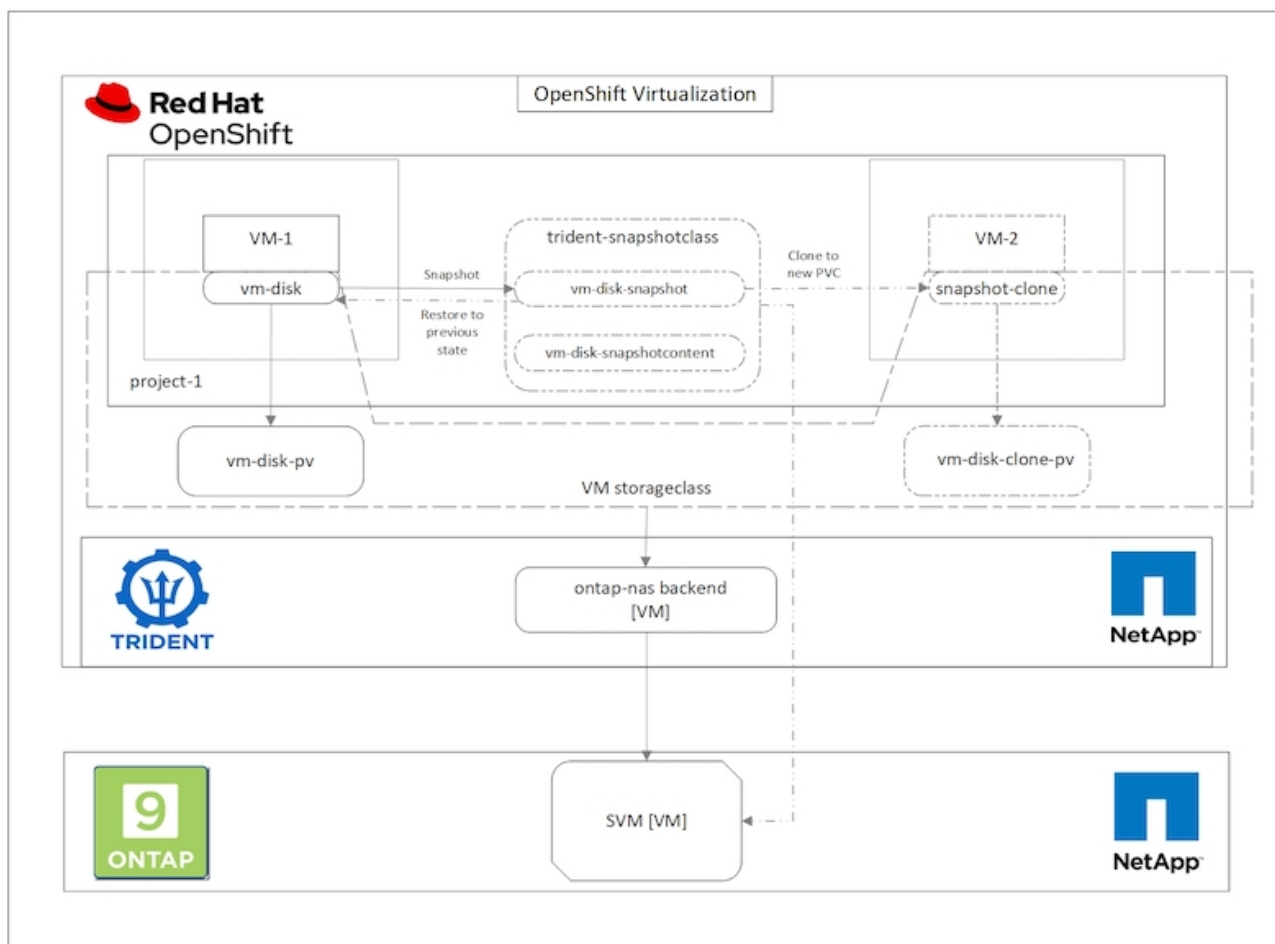 Red Hat
OpenShift
OpenShift Virtualization
VM-1
vm-disk
Snapshot
Restore to
previous
state
trident-snapshotclass
vm-disk-snapshot
vm-disk-snapshotcontent
Clone to
new PVC
VM-2
snapshot-clone
project-1
vm-disk-pv
VM storageclass
vm-disk-clone-pv
TRIDENT
ontap-nas backend
[VM]
NetApp™
9
ONTAP
SVM [VM]
NetApp™